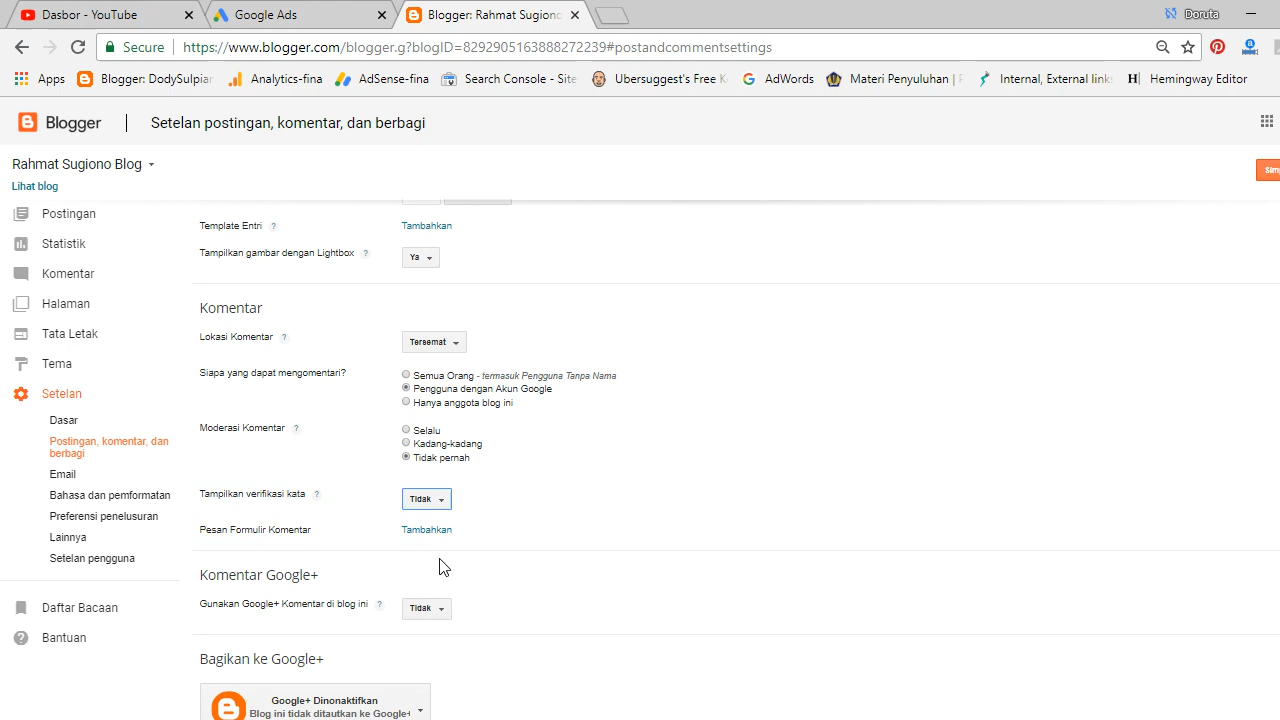 Dasbor - YouTube
Google Ads
Blogger: Rahmat Sugiono
Doruta
Secure
https://www.blogger.com/blogger.g?blogID=8292905163888272239#postandcommentsettings
Apps
Blogger: DodySulpian
Analytics-fina
AdSense-fina
Search Console - Site
Ubersuggest's Free K
AdWords
Materi Penyuluhan | P
Internal, External link
Hemingway Editor
Blogger
Setelan postingan, komentar, dan berbagi
Rahmat Sugiono Blog
Lihat blog
Sim
Postingan
Statistik
Komentar
Halaman
Tata Letak
Tema
Setelan
Dasar
Postingan, komentar, dan
berbagi
Email
Bahasa dan pemformatan
Preferensi penelusuran
Lainnya
Setelan pengguna
Daftar Bacaan
Bantuan
Template Entri ? Tambahkan
Tampilkan gambar dengan Lightbox ? Ya
Komentar
Lokasi Komentar ? Tersemat
Siapa yang dapat mengomentari?
Semua Orang - termasuk Pengguna Tanpa Nama
Pengguna dengan Akun Google
Hanya anggota blog ini
Moderasi Komentar ?
Selalu
Kadang-kadang
Tidak pernah
Tampilkan verifikasi kata ? Tidak
Pesan Formulir Komentar Tambahkan
Komentar Google+
Gunakan Google+ Komentar di blog ini ? Tidak
Bagikan ke Google+
Google+ Dinonaktifkan
Blog ini tidak ditautkan ke Google+